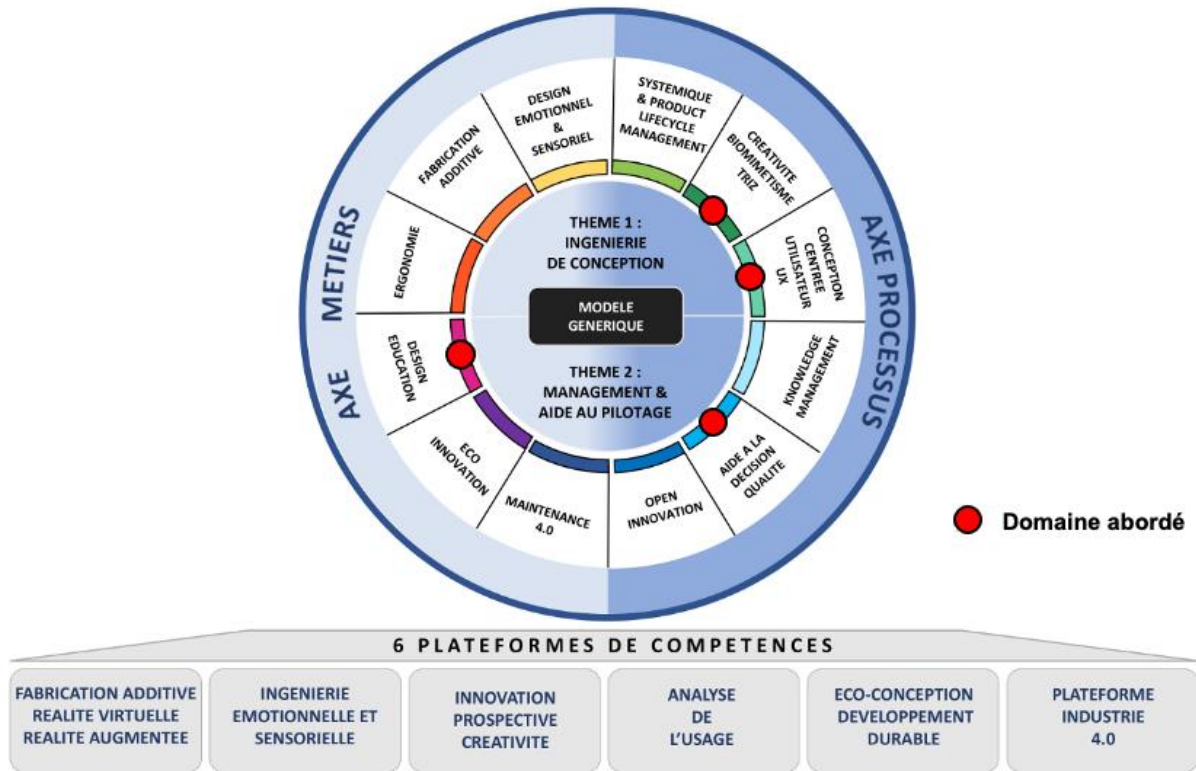 DESIGN
EMOTIONNEL
&
SENSORIEL
SYSTEMIQUE
& PRODUCT
LIFECYCLE
MANAGEMENT
FABRICATION
ADDITIVE
CREATIVITE
BIOMIMETISME
TRIZ
ERGONOMIE
CONCEPTION
CENTREE
UTILISATEUR
UX
AXE METIERS
AXE PROCESSUS
THEME 1 :
INGENIERIE
DE CONCEPTION
MODELE
GENERIQUE
THEME 2 :
MANAGEMENT &
AIDE AU PILOTAGE
DESIGN
EDUCATION
KNOWLEDGE
MANAGEMENT
ECO
INNOVATION
AIDE A LA
DECISION
QUALITE
MAINTENANCE
4.0
OPEN
INNOVATION
Domaine abordé
6 PLATEFORMES DE COMPETENCES
FABRICATION ADDITIVE
REALITE VIRTUELLE
REALITE AUGMENTEE
INGENIERIE
EMOTIONNELLE ET
SENSORIELLE
INNOVATION
PROSPECTIVE
CREATIVITE
ANALYSE
DE
L'USAGE
ECO-CONCEPTION
DEVELOPPEMENT
DURABLE
PLATEFORME
INDUSTRIE
4.0